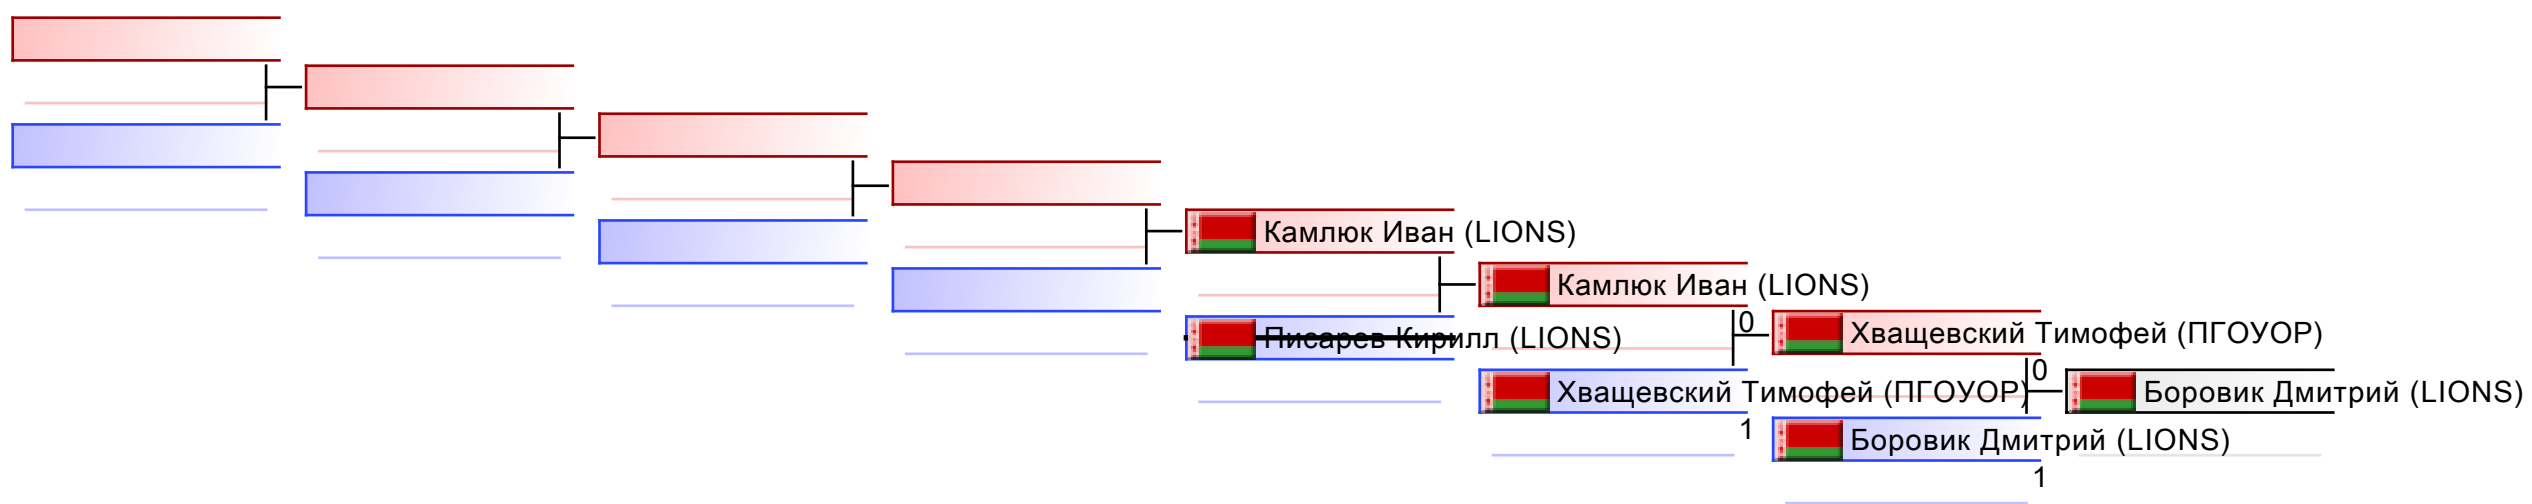 Камлюк Иван (LIONS)
Камлюк Иван (LIONS)
Писарев Кирилл (LIONS)
0
Хващевский Тимофей (ПГОУОР)
Хващевский Тимофей (ПГОУОР)
0
Боровик Дмитрий (LIONS)
1
Боровик Дмитрий (LIONS)
1